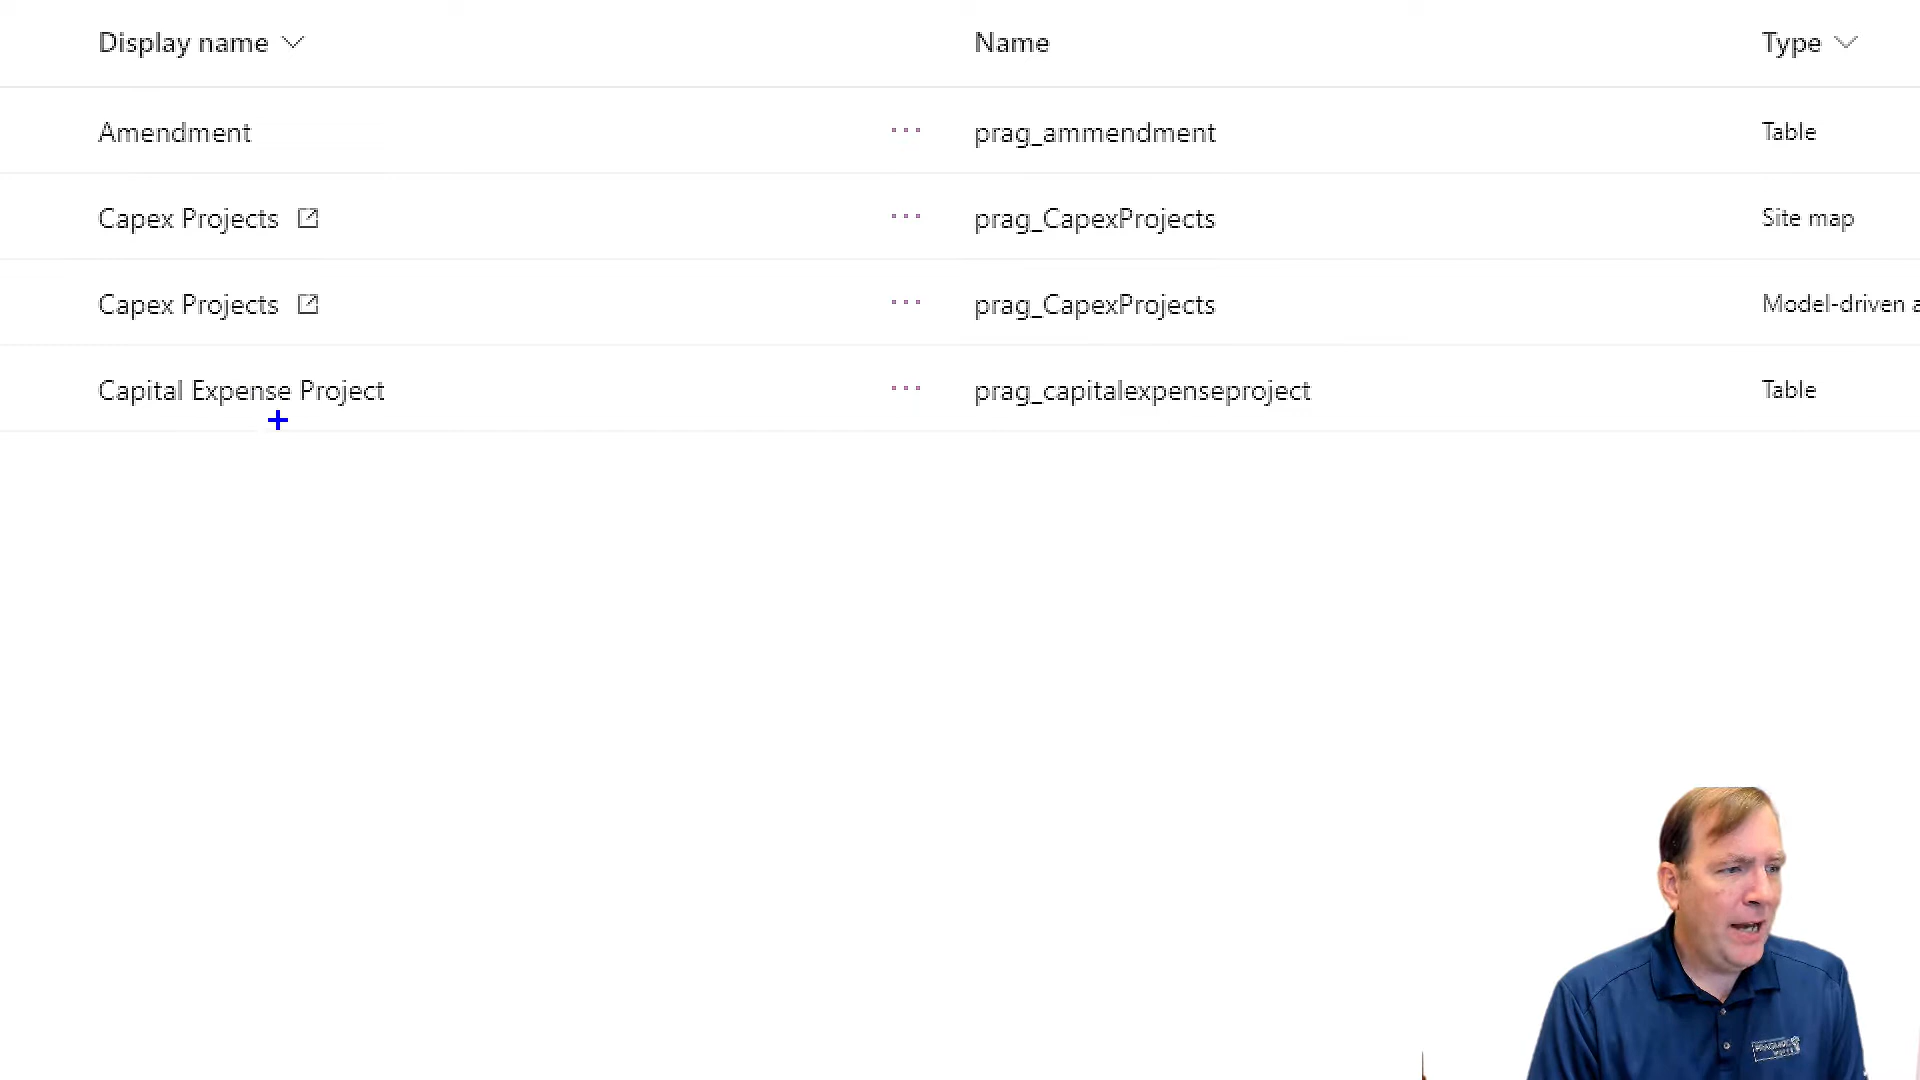 Display name Name Type
Amendment prag_ammendment Table
Capex Projects prag_CapexProjects Site map
Capex Projects prag_CapexProjects Model-driven a
Capital Expense Project prag_capitalexpenseproject Table